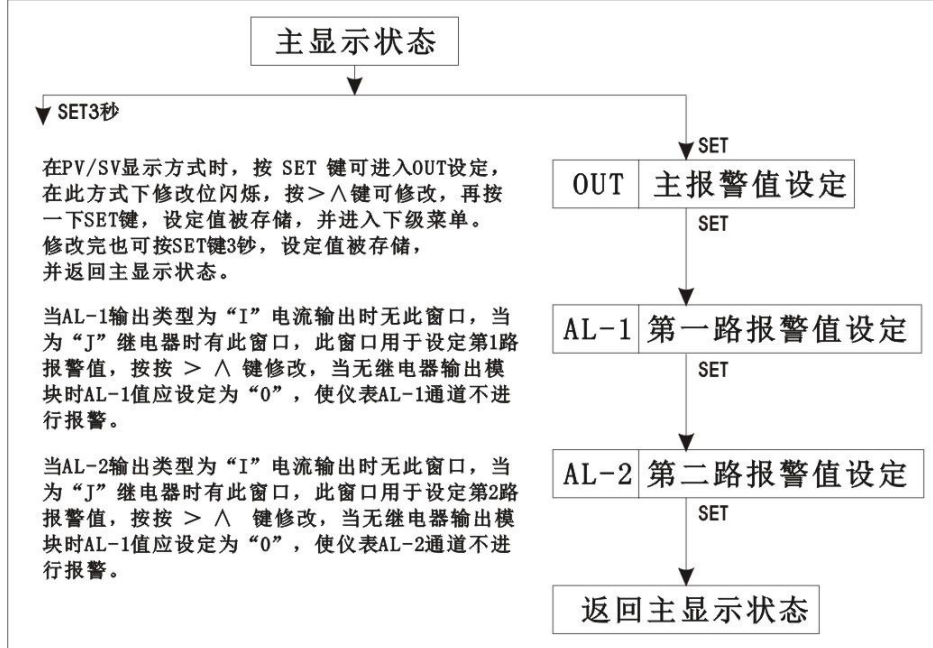 主显示状态
SET3秒
在PV/SV显示方式时，按 SET 键可进入OUT设定，
在此方式下修改位闪烁，按＞∧键可修改，再按
一下SET键，设定值被存储，并进入下级菜单。
修改完也可按SET键3钞，设定值被存储，
并返回主显示状态。
当AL-1输出类型为“I”电流输出时无此窗口，当
为“J”继电器时有此窗口，此窗口用于设定第1路
报警值，按按 ＞ ∧ 键修改，当无继电器输出模
块时AL-1值应设定为“0”，使仪表AL-1通道不进
行报警。
当AL-2输出类型为“I”电流输出时无此窗口，当
为“J”继电器时有此窗口，此窗口用于设定第2路
报警值，按按 ＞ ∧ 键修改，当无继电器输出模
块时AL-1值应设定为“0”，使仪表AL-2通道不进
行报警。
SET
OUT 主报警值设定
SET
AL-1 第一路报警值设定
SET
AL-2 第二路报警值设定
SET
返回主显示状态